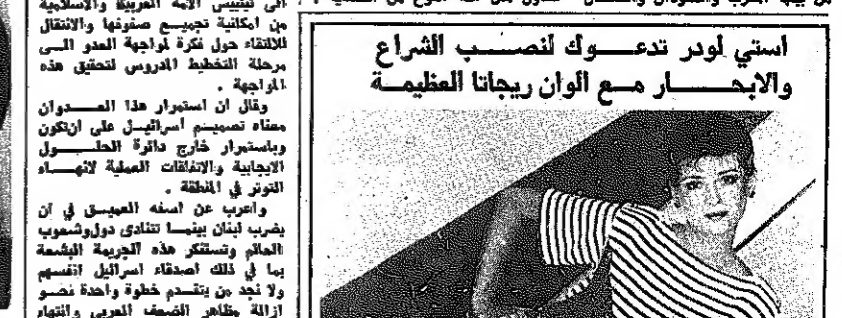 الى تيئيس الأمة العربية والاسلامية
من امكانية تجميع صفوفها والانتقال
للالتقاء حول فكرة لمواجهة العدو الى
مرحلة التخطيط المدروس لتحقيق هذه
المواجهة .
وقال ان استمرار هذا العدوان
معناه تصميم اسرائيل على ان تكون
وباستمرار خارج دائرة الحلول
الايجابية والاتفاقات العملية لانهاء
التوتر في المنطقة .
واعرب عن اسفه العميق في ان
يضرب لبنان بينما تتنادى دول وشعوب
العالم وتستنكر هذه الجريمة البشعة
بما في ذلك اصدقاء اسرائيل انفسهم
ولا نجد من يتقدم خطوة واحدة نحو
ازالة مظاهر الضعف العربي وانتهاء
استي لودر تدعوك لنصب الشراع
والابحار مع الوان ريجاتا العظيمة